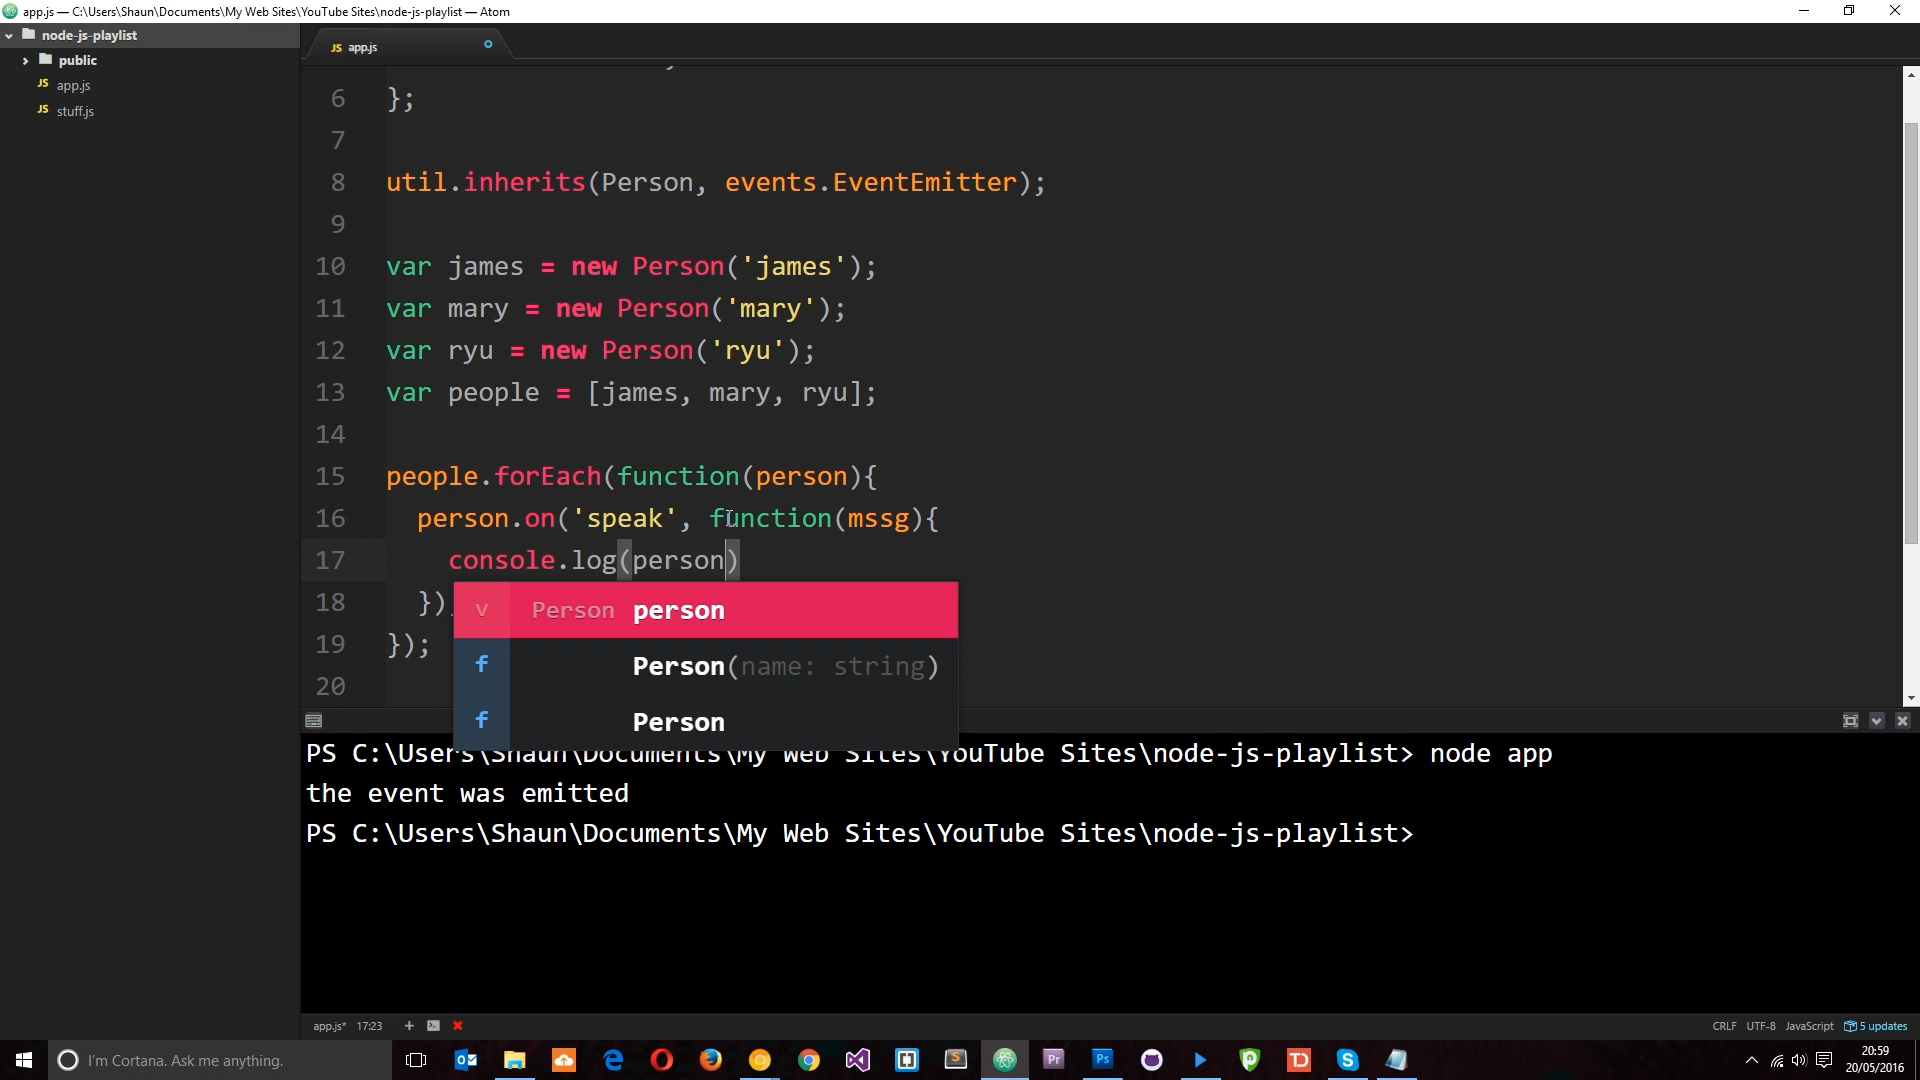 app.js — C:\Users\Shaun\Documents\My Web Sites\YouTube Sites\node-js-playlist — Atom
node-js-playlist
public
JS app.js
JS stuff.js
JS app.js
6 };
7
8 util.inherits(Person, events.EventEmitter);
9
10 var james = new Person('james');
11 var mary = new Person('mary');
12 var ryu = new Person('ryu');
13 var people = [james, mary, ryu];
14
15 people.forEach(function(person){
16 person.on('speak', function(mssg){
17 console.log(person)
18 })
19 });
20
v Person person
f Person(name: string)
f Person
PS C:\Users\Shaun\Documents\My Web Sites\YouTube Sites\node-js-playlist> node app
the event was emitted
PS C:\Users\Shaun\Documents\My Web Sites\YouTube Sites\node-js-playlist>
app.js* 17:23
CRLF UTF-8 JavaScript 5 updates
I'm Cortana. Ask me anything.
Pr
Ps
TD
S
20:59
20/05/2016